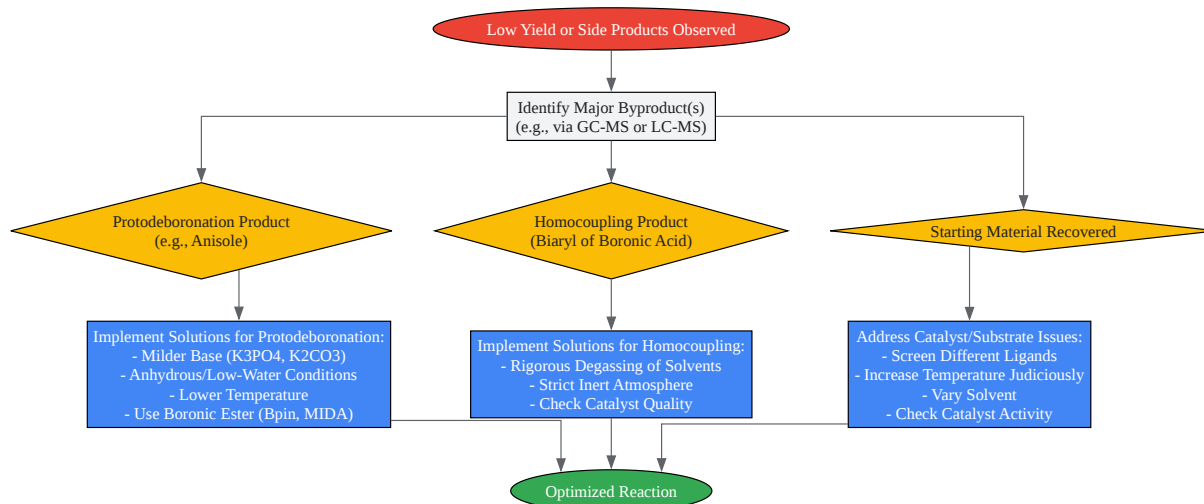 Low Yield or Side Products Observed
Identify Major Byproduct(s)
(e.g., via GC-MS or LC-MS)
Protodeboronation Product
(e.g., Anisole)
Homocoupling Product
(Biaryl of Boronic Acid)
Starting Material Recovered
Implement Solutions for Protodeboronation:
- Milder Base (K3PO4, K2CO3)
- Anhydrous/Low-Water Conditions
- Lower Temperature
- Use Boronic Ester (Bpin, MIDA)
Implement Solutions for Homocoupling:
- Rigorous Degassing of Solvents
- Strict Inert Atmosphere
- Check Catalyst Quality
Address Catalyst/Substrate Issues:
- Screen Different Ligands
- Increase Temperature Judiciously
- Vary Solvent
- Check Catalyst Activity
Optimized Reaction